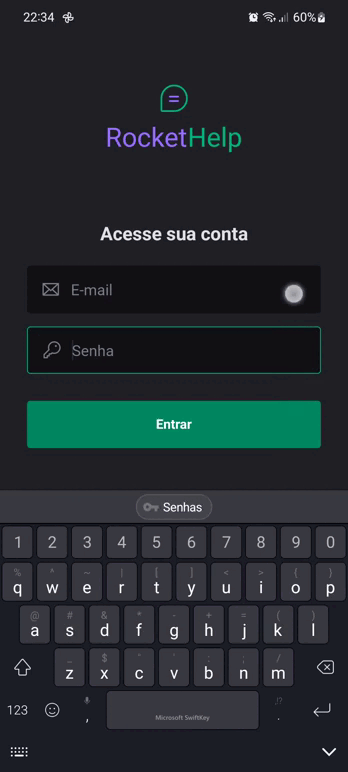 22:34 60%
RocketHelp
Acesse sua conta
E-mail
Senha
Entrar
Senhas
1 2 3 4 5 6 7 8 9 0
% ^ ~ | [ ] < > { }
q w e r t y u i o p
@ # & * - + = ( )
a s d f g h j k l
_ $ " ' : ; /
z x c v b n m
123 , Microsoft SwiftKey .
!?